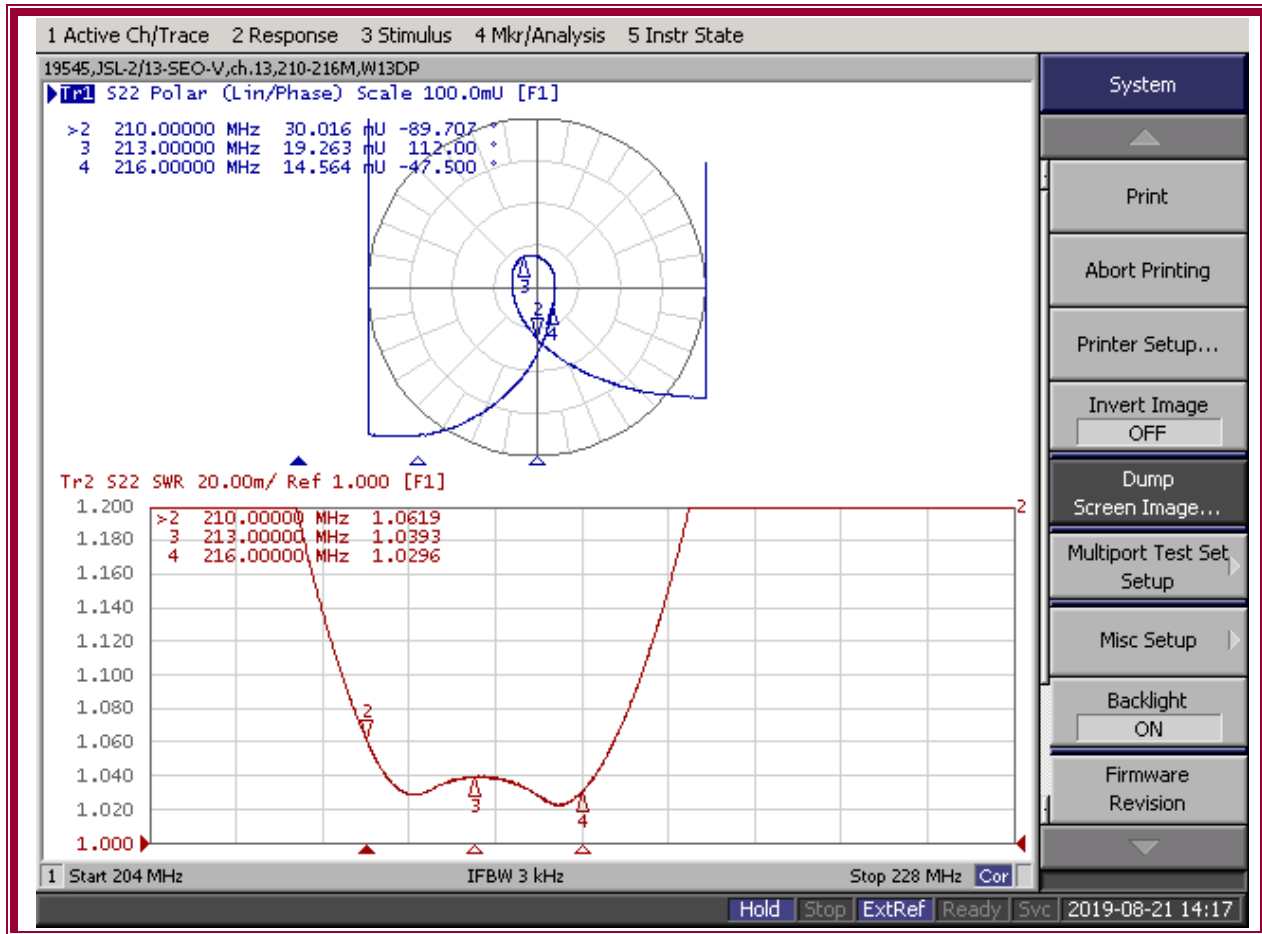 1 Active Ch/Trace 2 Response 3 Stimulus 4 Mkr/Analysis 5 Instr State
19545,JSL-2/13-SEO-V,ch.13,210-216M,W13DP
Tr1 S22 Polar (Lin/Phase) Scale 100.0mU [F1]
>2 210.00000 MHz 30.016 mU -89.707 °
3 213.00000 MHz 19.263 mU 112.00 °
4 216.00000 MHz 14.564 mU -47.500 °
3
2
4
Tr2 S22 SWR 20.00m/ Ref 1.000 [F1]
1.200
>2 210.00000 MHz 1.0619
3 213.00000 MHz 1.0393
4 216.00000 MHz 1.0296
2
1.180
1.160
1.140
1.120
1.100
1.080
1.060
1.040
1.020
1.000
2
3
4
1 Start 204 MHz IFBW 3 kHz Stop 228 MHz Cor
System
Print
Abort Printing
Printer Setup...
Invert Image
OFF
Dump
Screen Image...
Multiport Test Set
Setup
Misc Setup
Backlight
ON
Firmware
Revision
Hold Stop ExtRef Ready Svc 2019-08-21 14:17